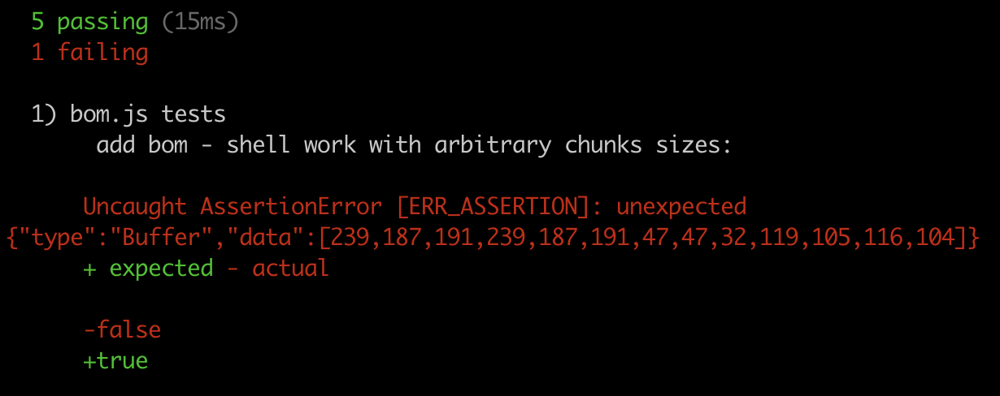 5 passing (15ms)
1 failing
1) bom.js tests
add bom - shell work with arbitrary chunks sizes:
Uncaught AssertionError [ERR_ASSERTION]: unexpected
{"type":"Buffer","data":[239,187,191,239,187,191,47,47,32,119,105,116,104]}
+ expected - actual
-false
+true